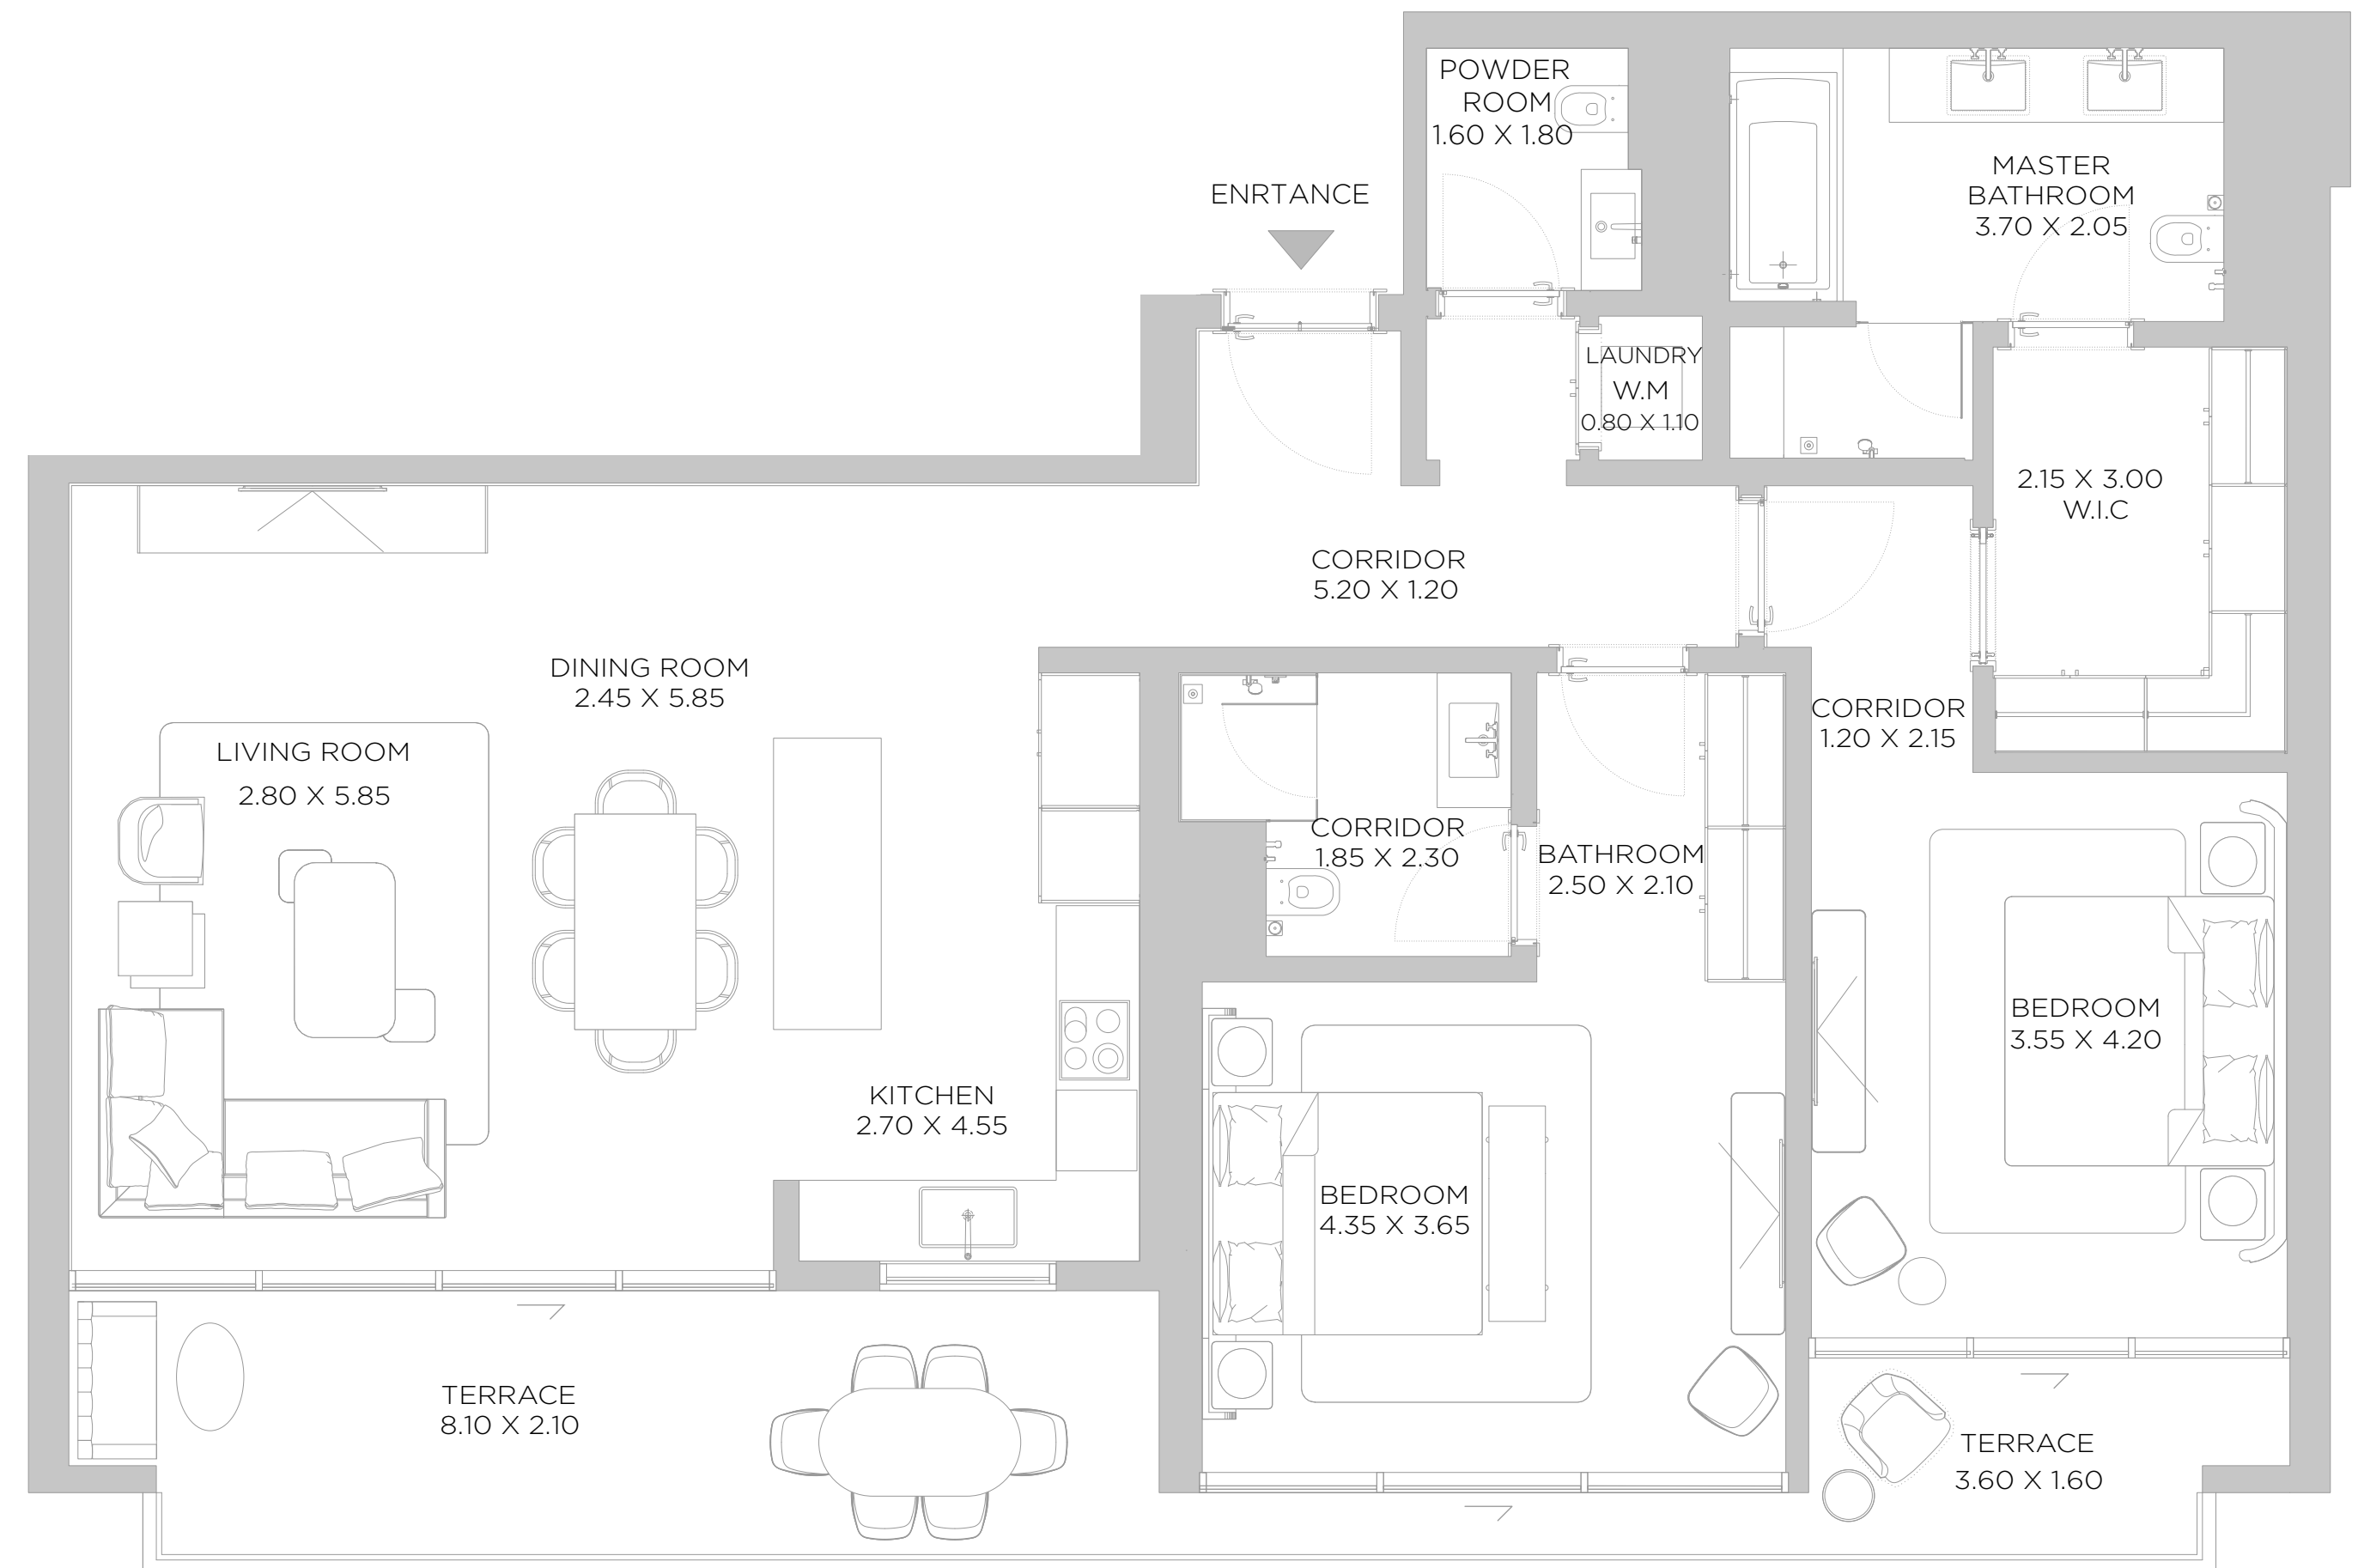 POWDER
ROOM
1.60 X 1.80
MASTER
BATHROOM
3.70 X 2.05
ENRTANCE
LAUNDRY
W.M
0.80 X 1.10
2.15 X 3.00
W.I.C
CORRIDOR
5.20 X 1.20
DINING ROOM
2.45 X 5.85
LIVING ROOM
2.80 X 5.85
CORRIDOR
1.20 X 2.15
CORRIDOR
1.85 X 2.30
BATHROOM
2.50 X 2.10
BEDROOM
3.55 X 4.20
KITCHEN
2.70 X 4.55
BEDROOM
4.35 X 3.65
TERRACE
8.10 X 2.10
TERRACE
3.60 X 1.60